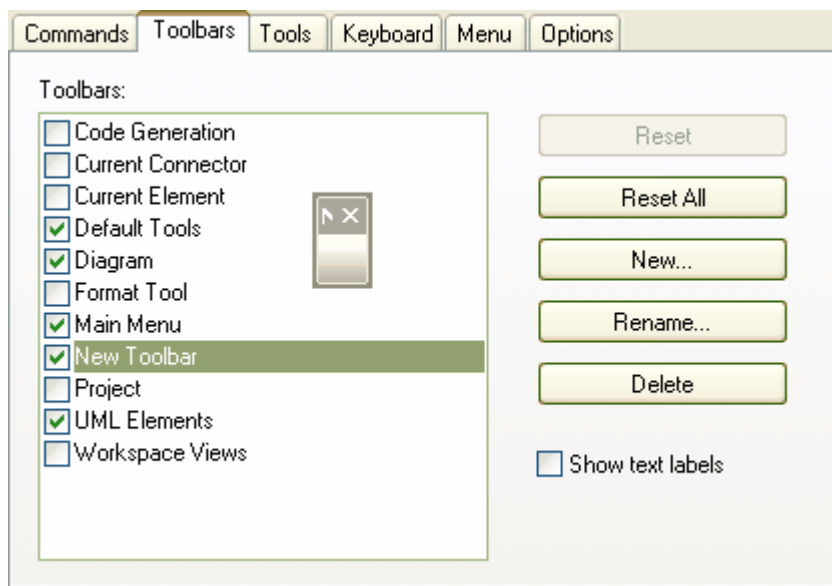 Commands Toolbars Tools Keyboard Menu Options
Toolbars:
Code Generation
Current Connector
Current Element
Default Tools
Diagram
Format Tool
Main Menu
New Toolbar
Project
UML Elements
Workspace Views
Reset
Reset All
New...
Rename...
Delete
Show text labels